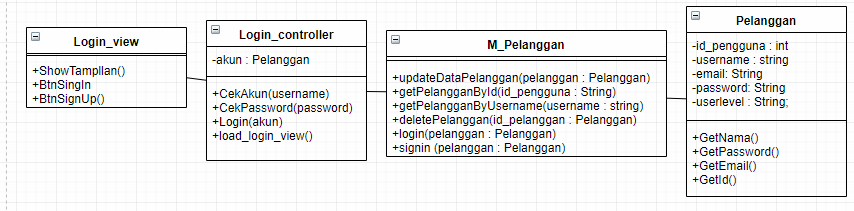 Login_view
+ShowTampIlan()
+BtnSingIn
+BtnSignUp()
Login_controller
-akun : Pelanggan
+CekAkun(username)
+CekPassword(password)
+Login(akun)
+load_login_view()
M_Pelanggan
+updateDataPelanggan(pelanggan : Pelanggan)
+getPelangganById(id_pengguna : String)
+getPelangganByUsername(username : string)
+deletePelanggan(id_pelanggan : Pelanggan)
+login(pelanggan : Pelanggan)
+signin (pelanggan : Pelanggan)
Pelanggan
-id_pengguna : int
-username : string
-email: String
-password: String
-userlevel : String;
+GetNama()
+GetPassword()
+GetEmail()
+GetId()